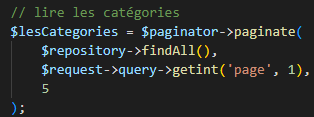 // lire les catégories
$lesCategories = $paginator->paginate(
$repository->findAll(),
$request->query->getint('page', 1),
5
);